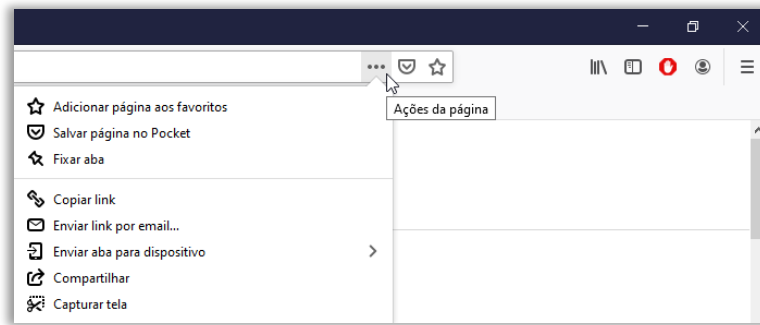 Ações da página
Adicionar página aos favoritos
Salvar página no Pocket
Fixar aba
Copiar link
Enviar link por email...
Enviar aba para dispositivo
Compartilhar
Capturar tela